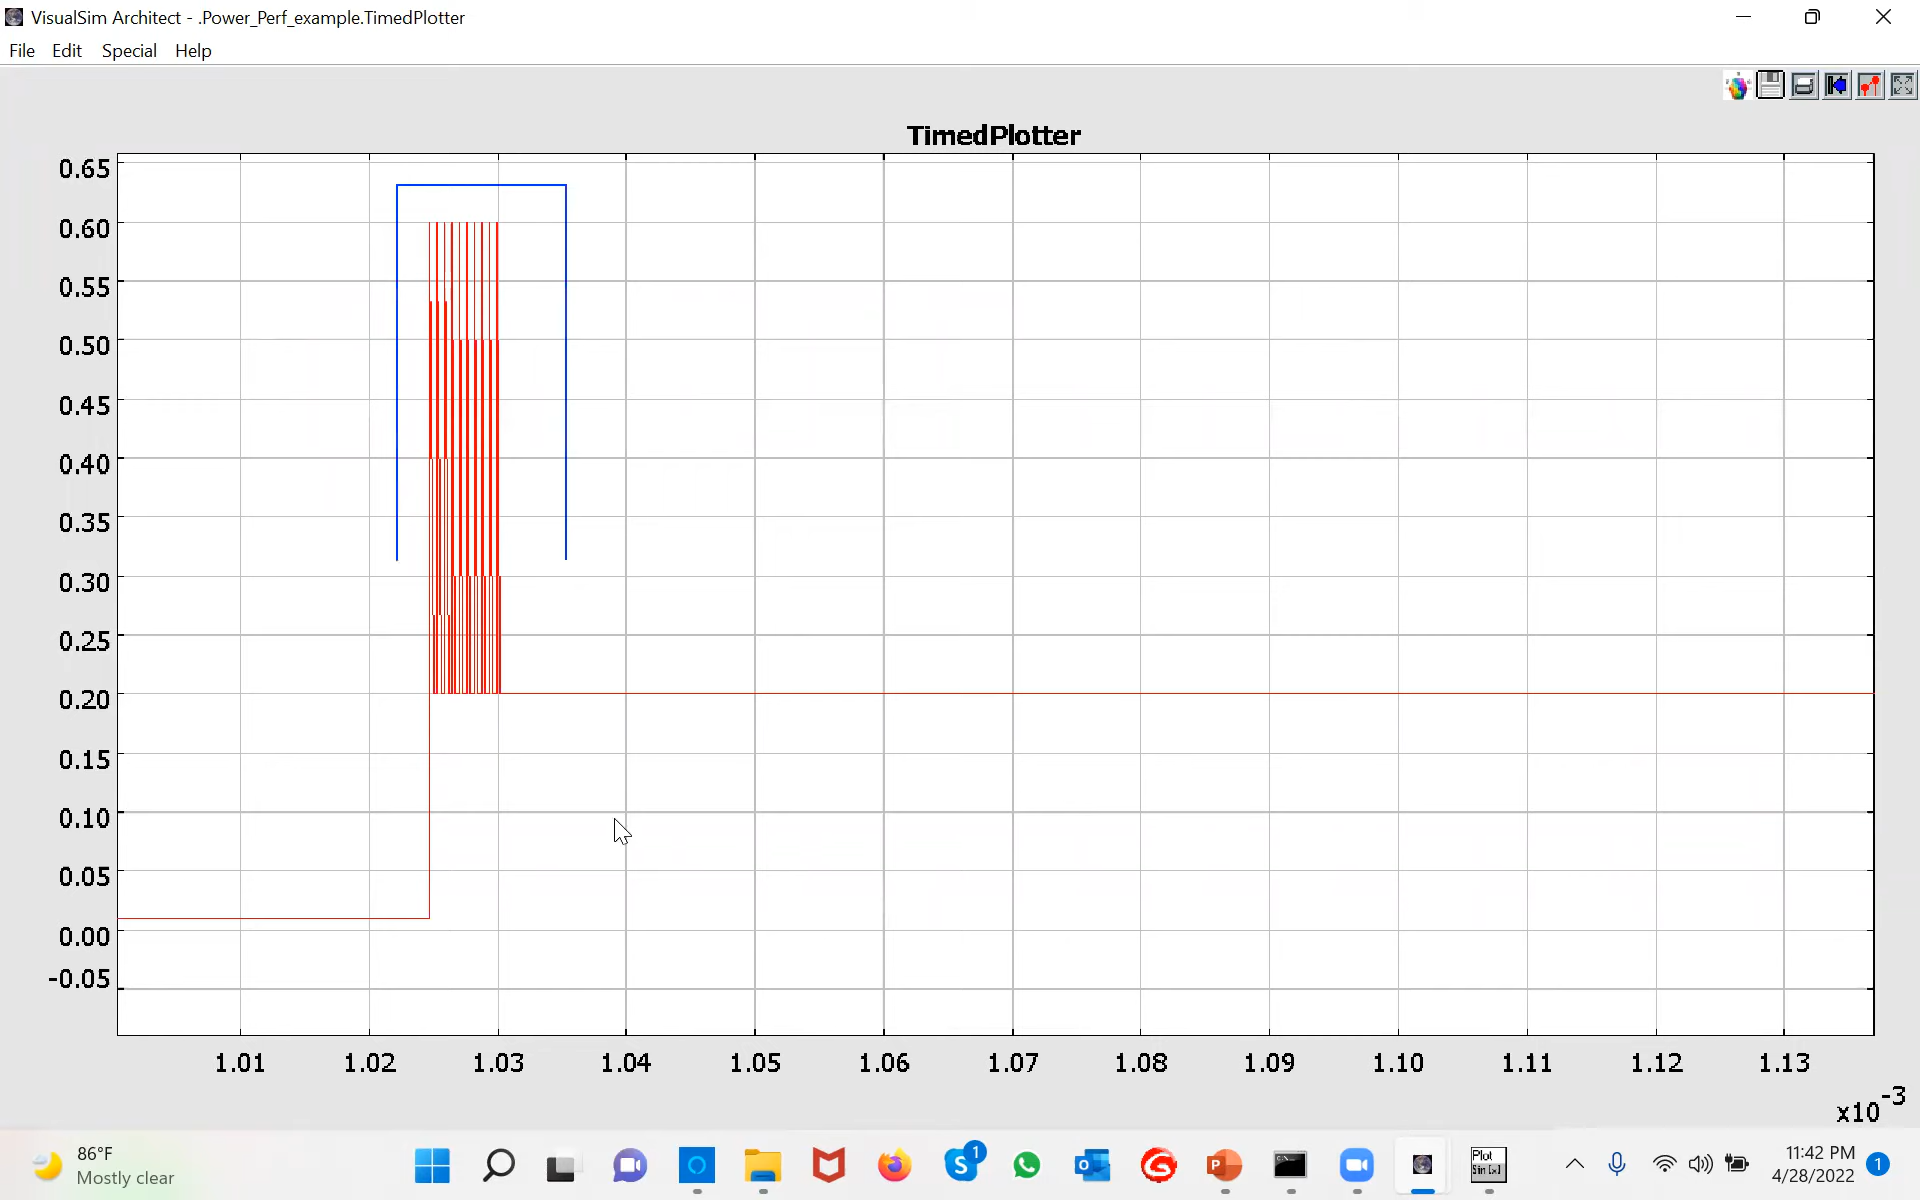 VisualSim Architect - .Power_Perf_example.TimedPlotter
File Edit Special Help
TimedPlotter
0.65
0.60
0.55
0.50
0.45
0.40
0.35
0.30
0.25
0.20
0.15
0.10
0.05
0.00
-0.05
1.01 1.02 1.03 1.04 1.05 1.06 1.07 1.08 1.09 1.10 1.11 1.12 1.13
x10-3
86°F
Mostly clear
1
Plot
Sin [x]
11:42 PM
4/28/2022
1